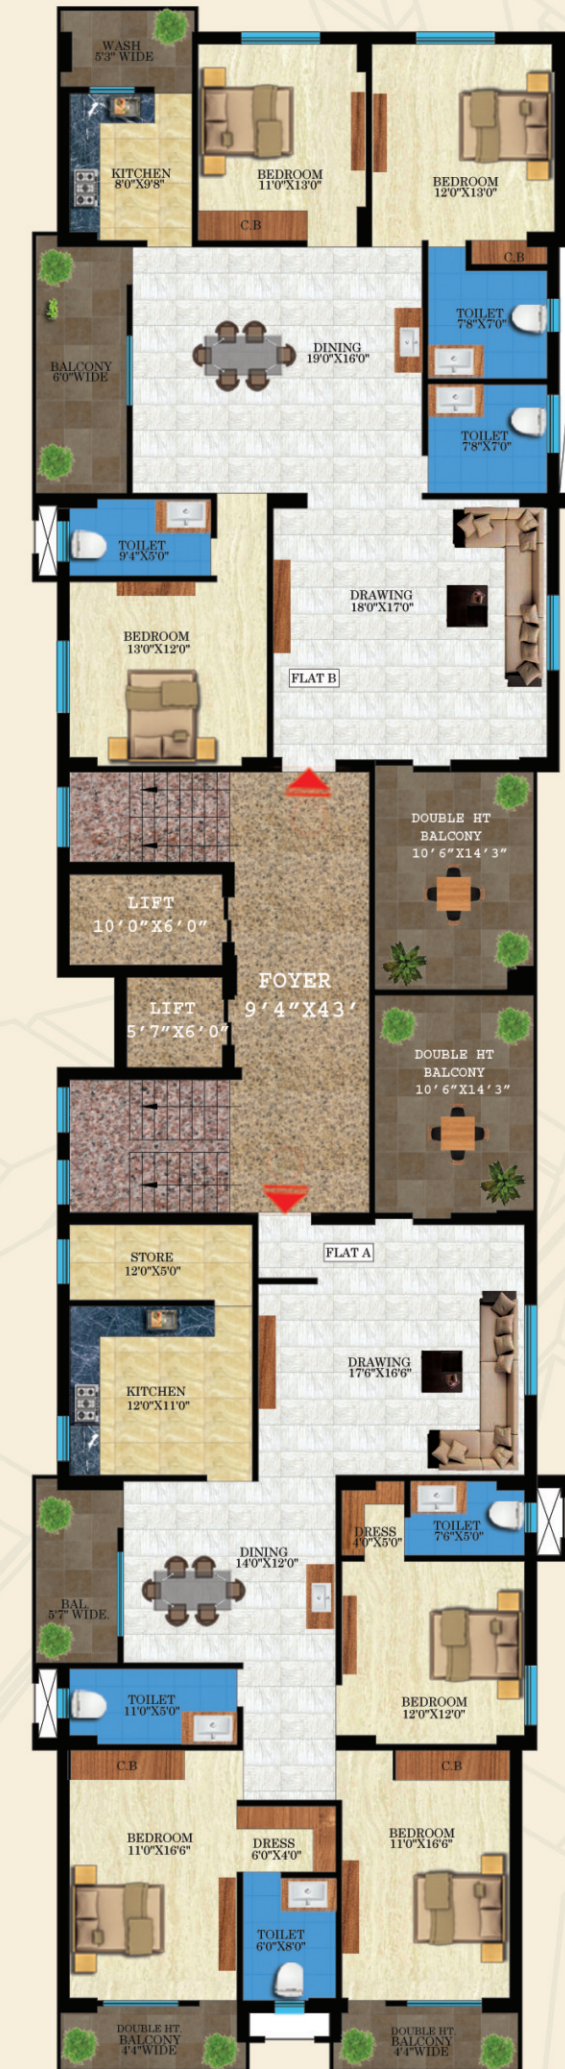 WASH
5'3" WIDE
KITCHEN
8'0"X9'8"
BEDROOM
11'0"X13'0"
BEDROOM
12'0"X13'0"
C.B
C.B
TOILET
7'8"X7'0"
DINING
19'0"X16'0"
BALCONY
6'0"WIDE
TOILET
7'8"X7'0"
TOILET
9'4"X5'0"
DRAWING
18'0"X17'0"
BEDROOM
13'0"X12'0"
FLAT B
DOUBLE HT
BALCONY
10'6"X14'3"
LIFT
10'0"X6'0"
FOYER
9'4"X43'
LIFT
5'7"X6'0"
DOUBLE HT
BALCONY
10'6"X14'3"
FLAT A
STORE
12'0"X5'0"
DRAWING
17'6"X16'6"
KITCHEN
12'0"X11'0"
DRESS
4'0"X5'0"
TOILET
7'6"X5'0"
DINING
14'0"X12'0"
BAL.
5'7" WIDE.
TOILET
11'0"X5'0"
BEDROOM
12'0"X12'0"
C.B
C.B
BEDROOM
11'0"X16'6"
DRESS
6'0"X4'0"
BEDROOM
11'0"X16'6"
TOILET
6'0"X8'0"
DOUBLE HT.
BALCONY
4'4"WIDE
DOUBLE HT.
BALCONY
4'4"WIDE